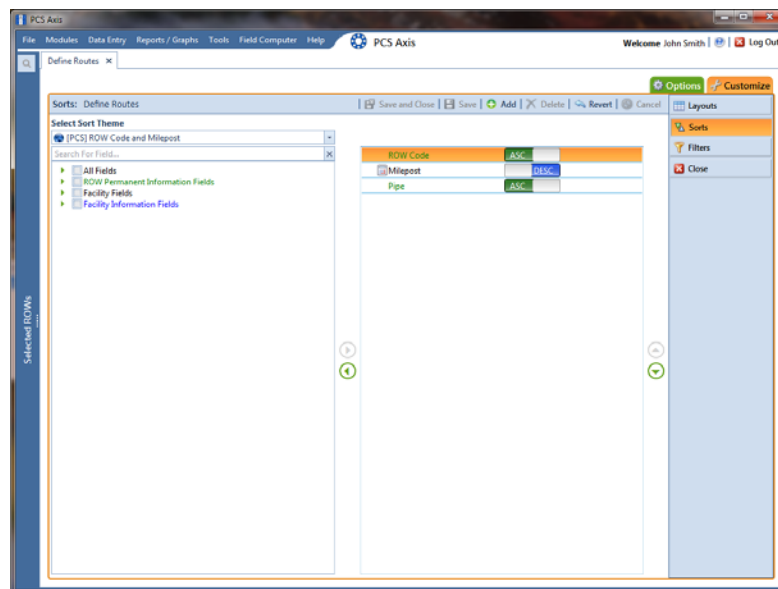 PCS Axis
File Modules Data Entry Reports / Graphs Tools Field Computer Help PCS Axis Welcome John Smith Log Out
Define Routes
Options Customize
Sorts: Define Routes Save and Close Save Add Delete Revert Cancel Layouts
Select Sort Theme
Sorts
[PCS] ROW Code and Milepost
Search For Field...
Filters
ROW Code ASC
All Fields
Milepost DESC
Close
ROW Permanent Information Fields
Pipe ASC
Facility Fields
Facility Information Fields
Selected ROWs